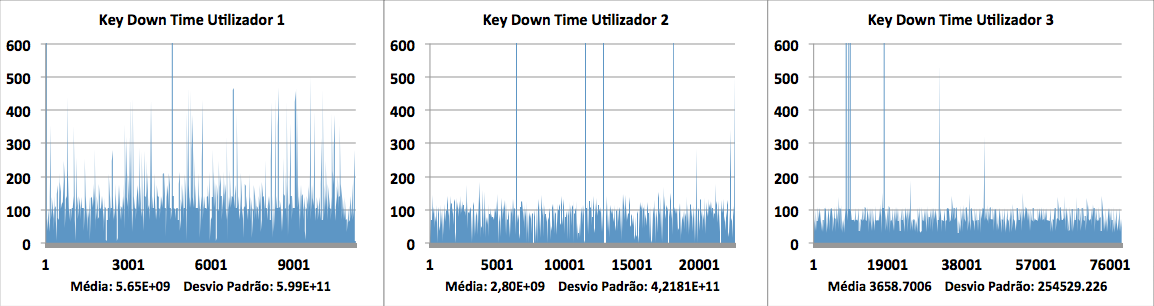 Key Down Time Utilizador 1
600
500
400
300
200
100
0
1 3001 6001 9001
Média: 5.65E+09 Desvio Padrão: 5.99E+11
Key Down Time Utilizador 2
600
500
400
300
200
100
0
1 5001 10001 15001 20001
Média: 2,80E+09 Desvio Padrão: 4,2181E+11
Key Down Time Utilizador 3
600
500
400
300
200
100
0
1 19001 38001 57001 76001
Média 3658.7006 Desvio Padrão: 254529.226